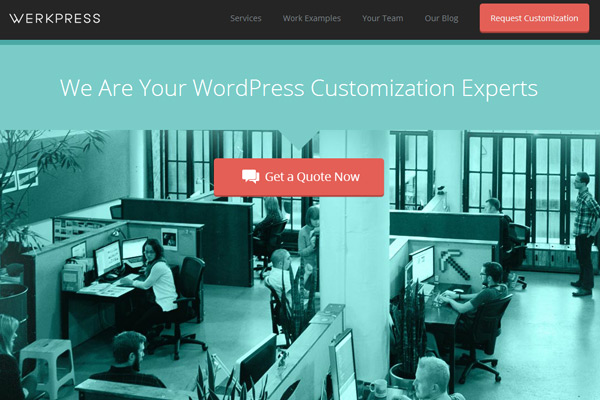 WERKPRESS
Services
Work Examples
Your Team
Our Blog
Request Customization
We Are Your WordPress Customization Experts
Get a Quote Now